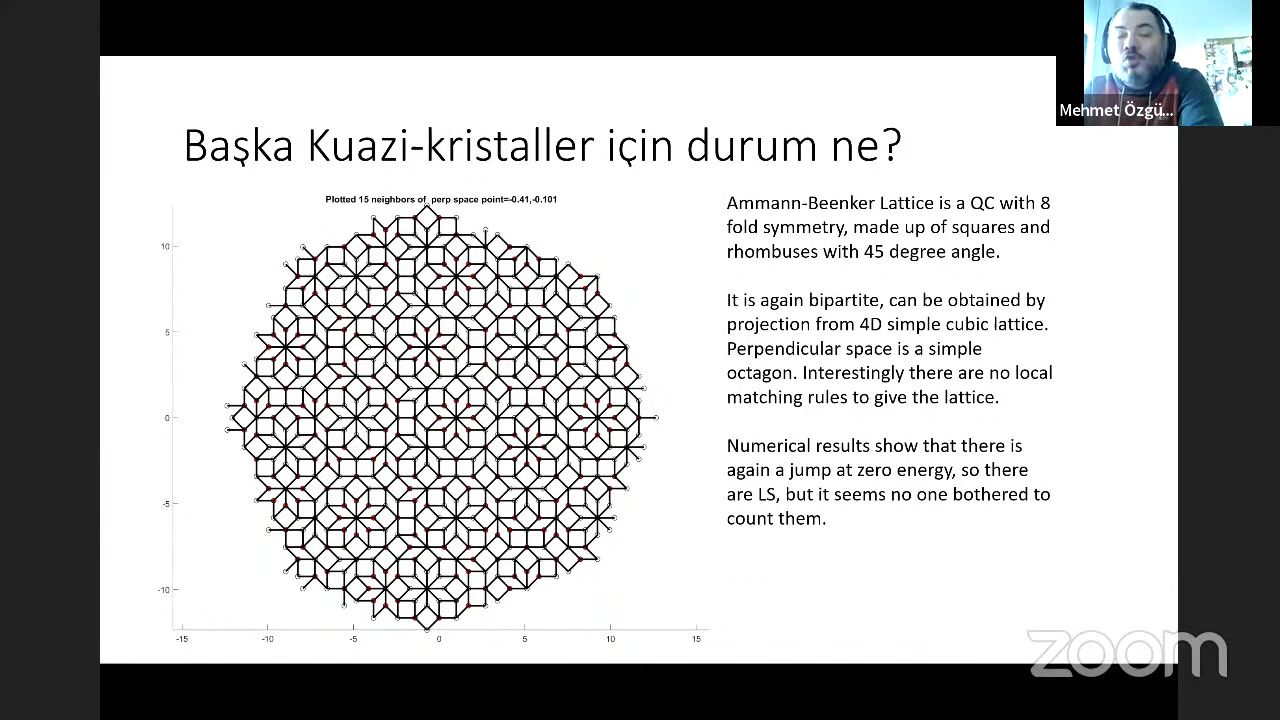 Mehmet Özgü...
Başka Kuazi-kristaller için durum ne?
Plotted 15 neighbors of perp space point=-0.41,-0.101
Ammann-Beenker Lattice is a QC with 8
fold symmetry, made up of squares and
rhombuses with 45 degree angle.
It is again bipartite, can be obtained by
projection from 4D simple cubic lattice.
Perpendicular space is a simple
octagon. Interestingly there are no local
matching rules to give the lattice.
Numerical results show that there is
again a jump at zero energy, so there
are LS, but it seems no one bothered to
count them.
10
5
0
-5
-10
-15 -10 -5 0 5 10 15
zoom